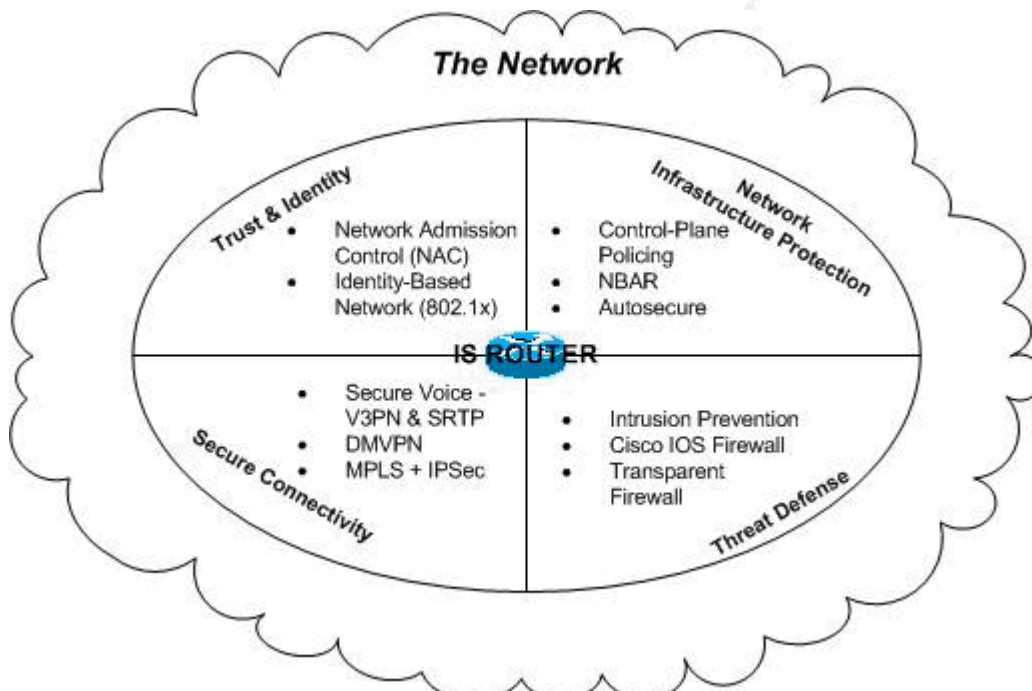 The Network
Trust & Identity
• Network Admission
Control (NAC)
• Identity-Based
Network (802.1x)
Network
Infrastructure Protection
• Control-Plane
Policing
• NBAR
• Autosecure
IS ROUTER
Secure Connectivity
• Secure Voice -
V3PN & SRTP
• DMVPN
• MPLS + IPSec
• Intrusion Prevention
• Cisco IOS Firewall
• Transparent
Firewall
Threat Defense